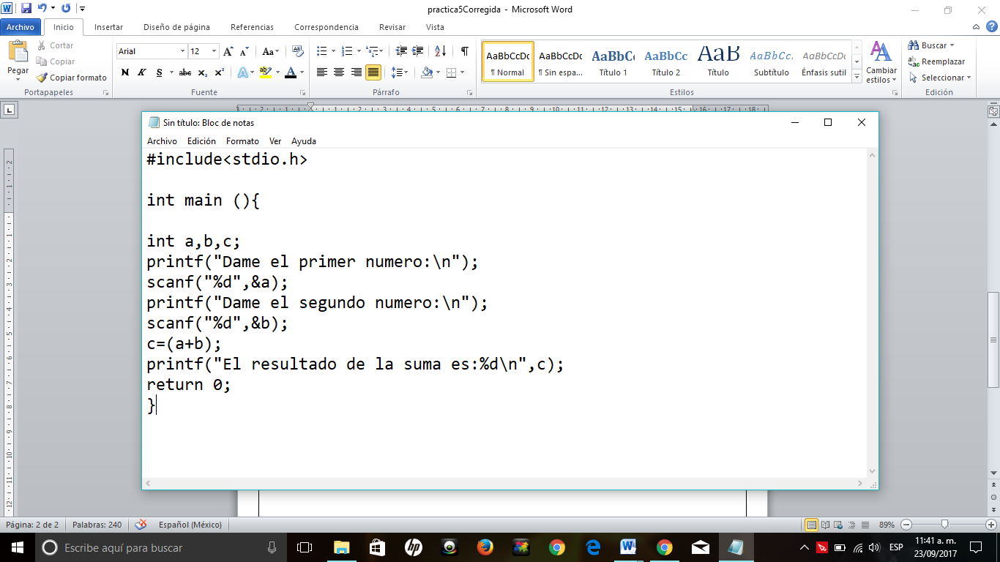 practica5Corregida - Microsoft Word
Archivo Inicio Insertar Diseño de página Referencias Correspondencia Revisar Vista
Pegar
Cortar
Copiar
Copiar formato
Portapapeles
Arial 12
N K S abc x₂ x²
Fuente
Párrafo
AaBbCcDc AaBbCcDc AaBbCc AaBbCc AaB AaBbCc. AaBbCcDc
¶ Normal ¶ Sin espa... Título 1 Título 2 Título Subtítulo Énfasis sutil
Cambiar estilos
Estilos
Buscar
Reemplazar
Seleccionar
Edición
Sin título: Bloc de notas
Archivo Edición Formato Ver Ayuda
#include<stdio.h>
int main (){
int a,b,c;
printf("Dame el primer numero:\n");
scanf("%d",&a);
printf("Dame el segundo numero:\n");
scanf("%d",&b);
c=(a+b);
printf("El resultado de la suma es:%d\n",c);
return 0;
}
Página: 2 de 2 Palabras: 240 Español (México) 89%
Escribe aquí para buscar
ESP
11:41 a. m.
23/09/2017